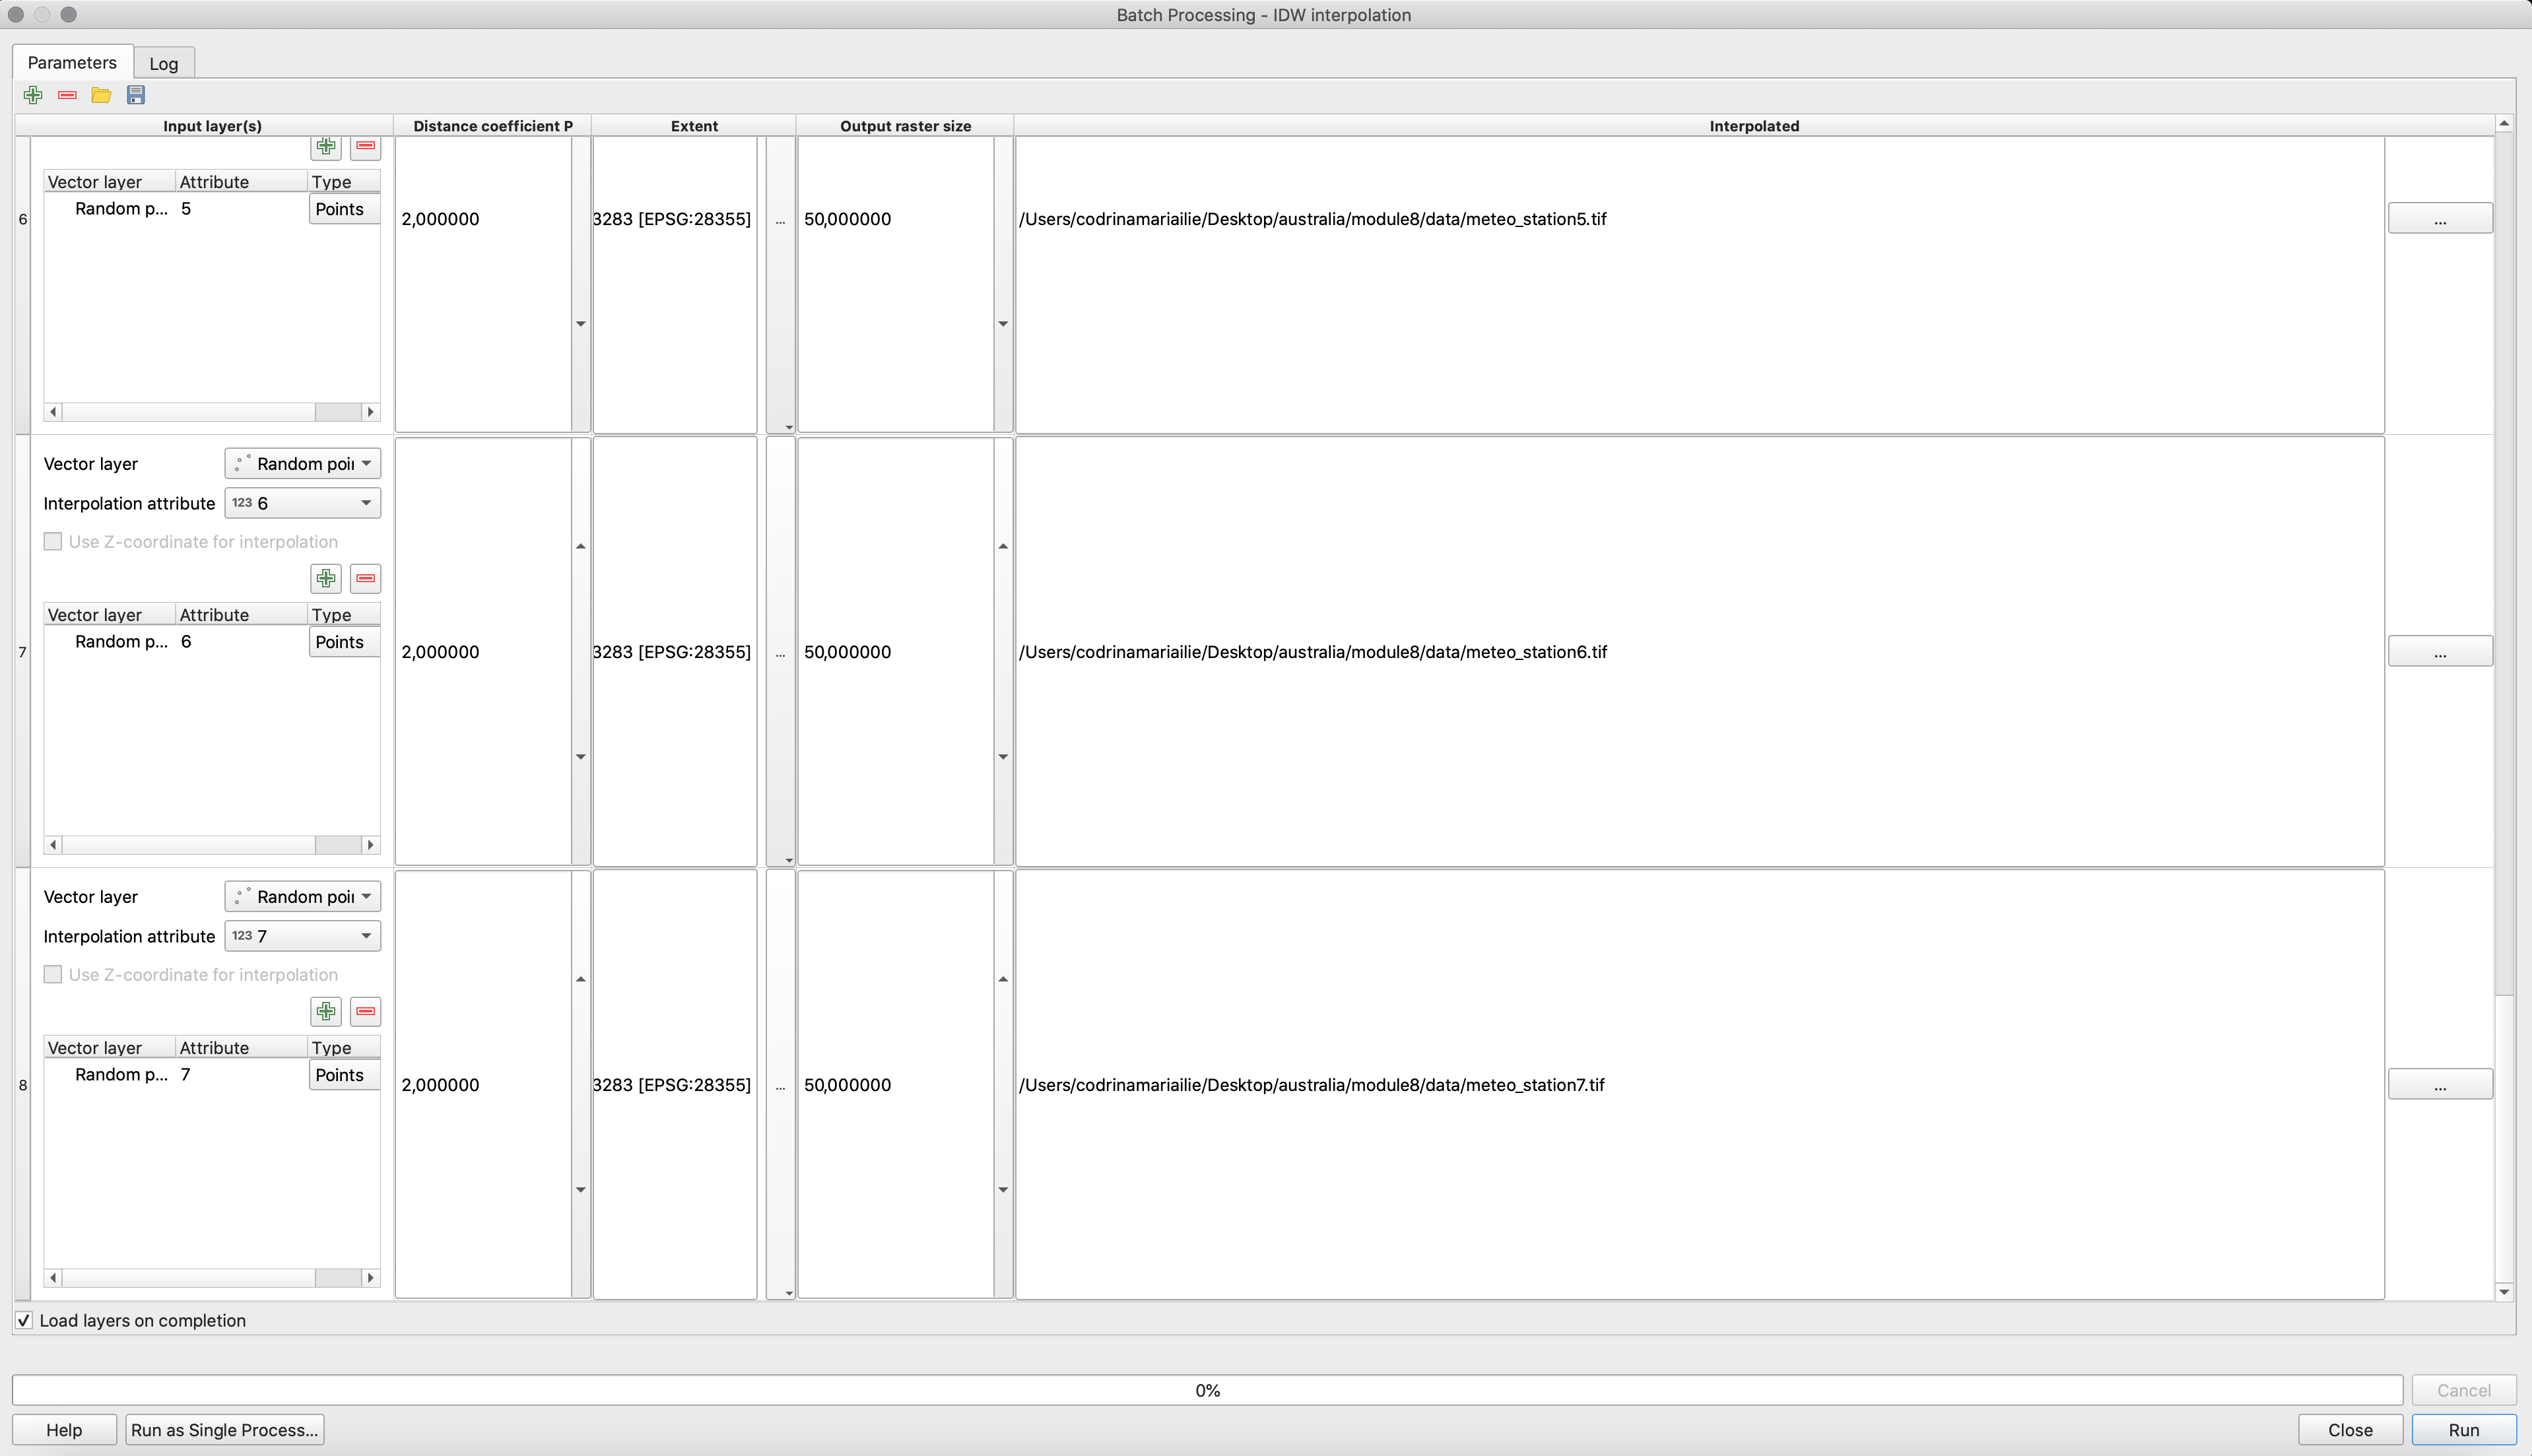 Batch Processing - IDW interpolation
Parameters Log
Input layer(s) Distance coefficient P Extent Output raster size Interpolated
Vector layer Attribute Type
Random p... 5 Points
6 2,000000 3283 [EPSG:28355] ... 50,000000 /Users/codrinamariailie/Desktop/australia/module8/data/meteo_station5.tif ...
Vector layer Random poi
Interpolation attribute 123 6
Use Z-coordinate for interpolation
Vector layer Attribute Type
Random p... 6 Points
7 2,000000 3283 [EPSG:28355] ... 50,000000 /Users/codrinamariailie/Desktop/australia/module8/data/meteo_station6.tif ...
Vector layer Random poi
Interpolation attribute 123 7
Use Z-coordinate for interpolation
Vector layer Attribute Type
Random p... 7 Points
8 2,000000 3283 [EPSG:28355] ... 50,000000 /Users/codrinamariailie/Desktop/australia/module8/data/meteo_station7.tif ...
Load layers on completion
0% Cancel
Help Run as Single Process... Close Run